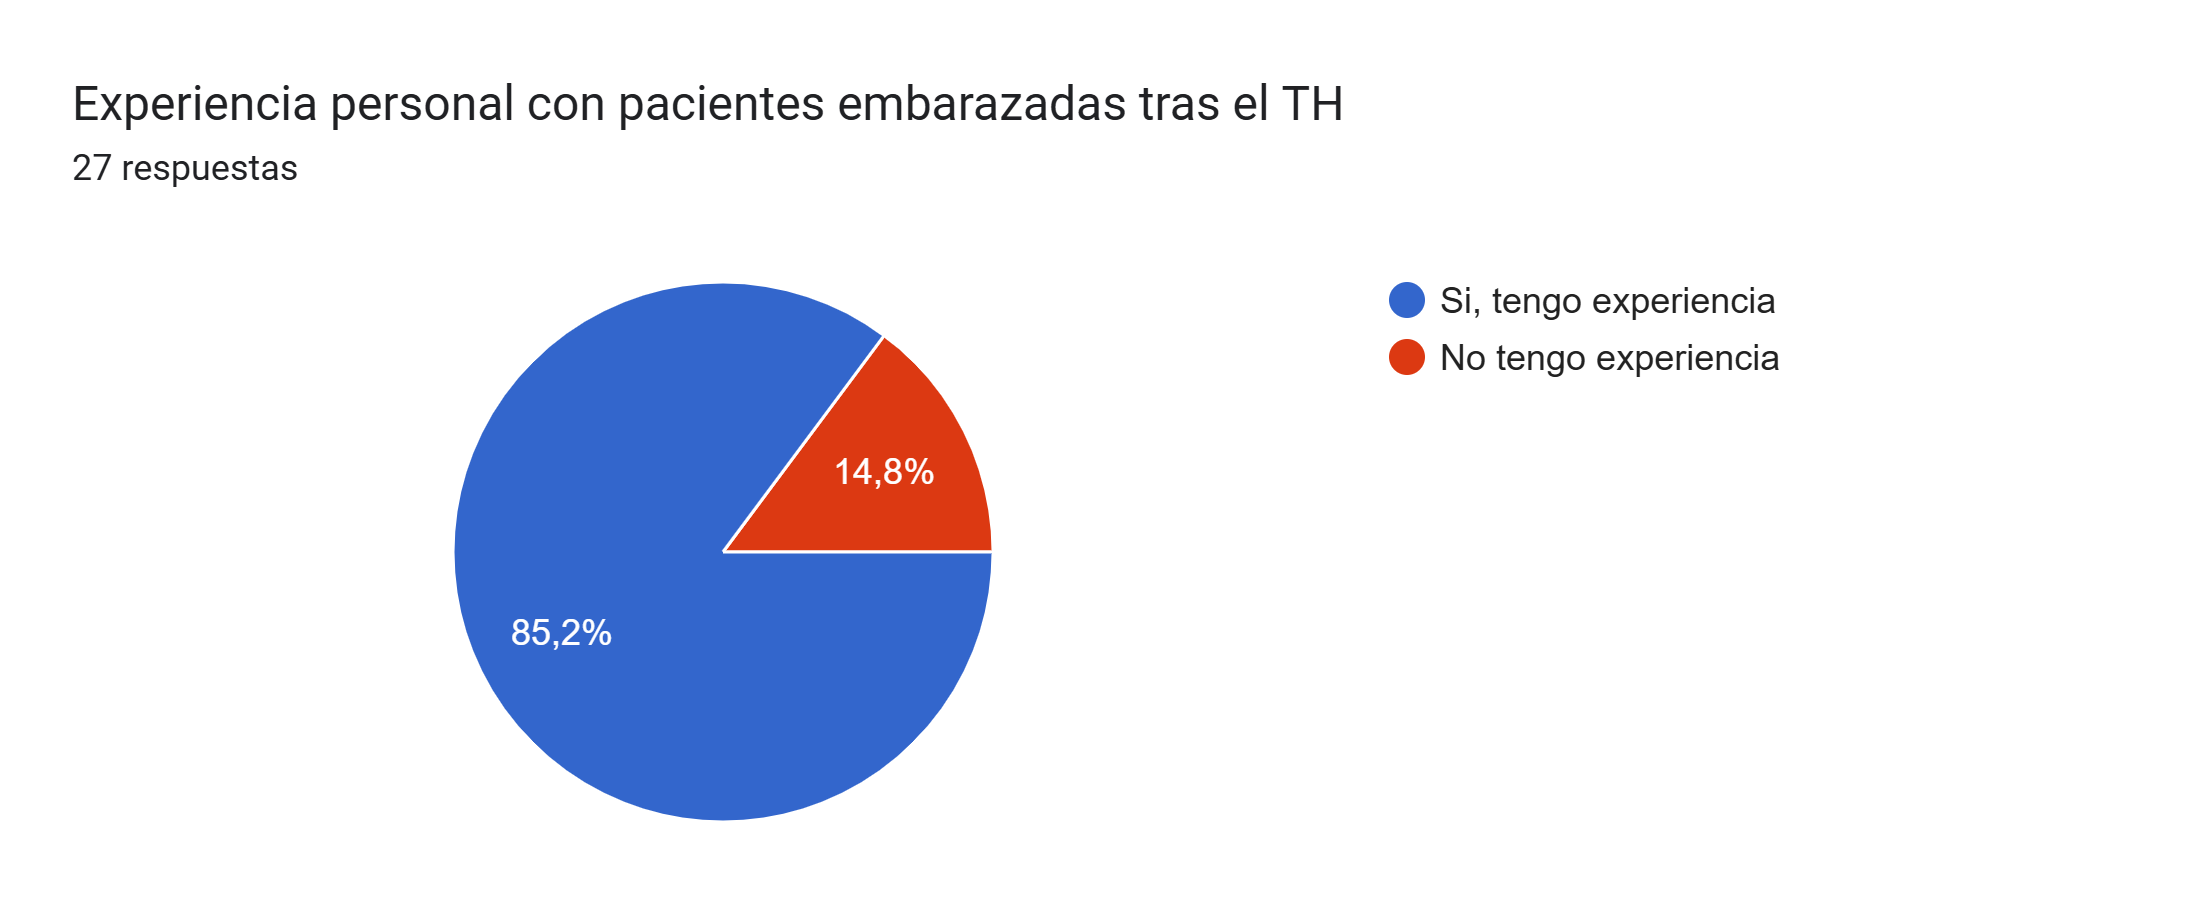 Experiencia personal con pacientes embarazadas tras el TH
27 respuestas
Si, tengo experiencia
No tengo experiencia
14,8%
85,2%